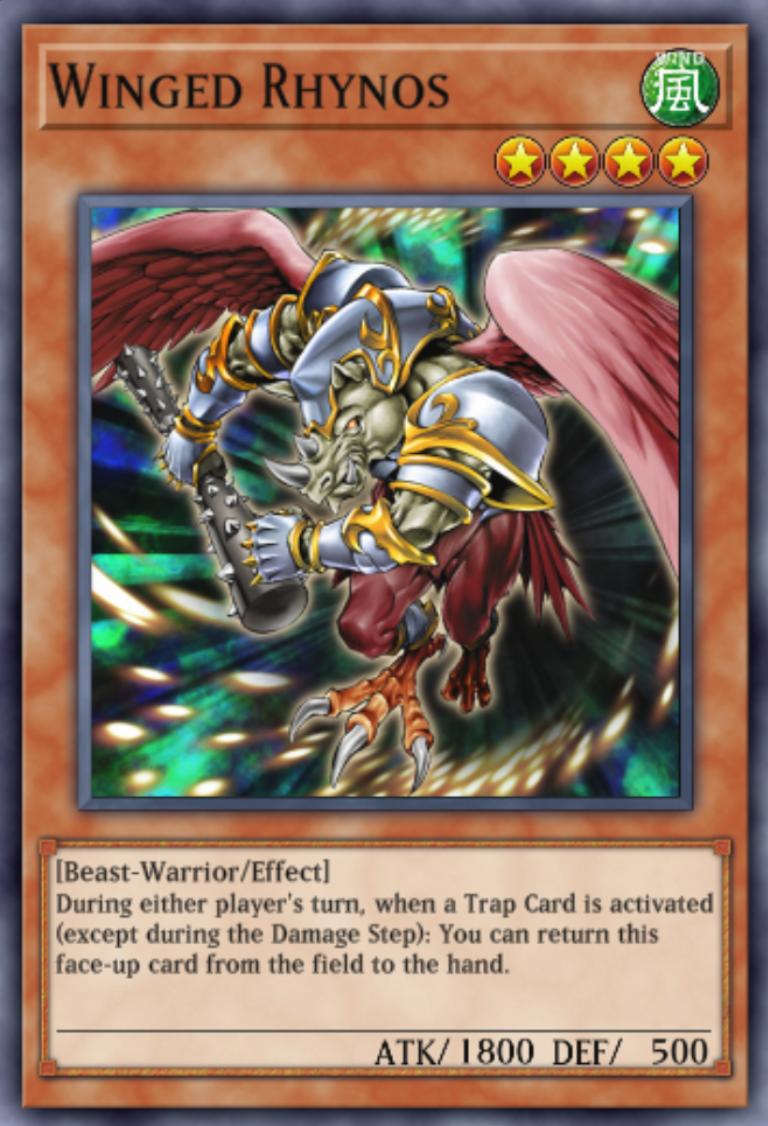 Winged Rhynos
WIND
風
[Beast-Warrior/Effect]
During either player's turn, when a Trap Card is activated
(except during the Damage Step): You can return this
face-up card from the field to the hand.
ATK/ 1800 DEF/ 500